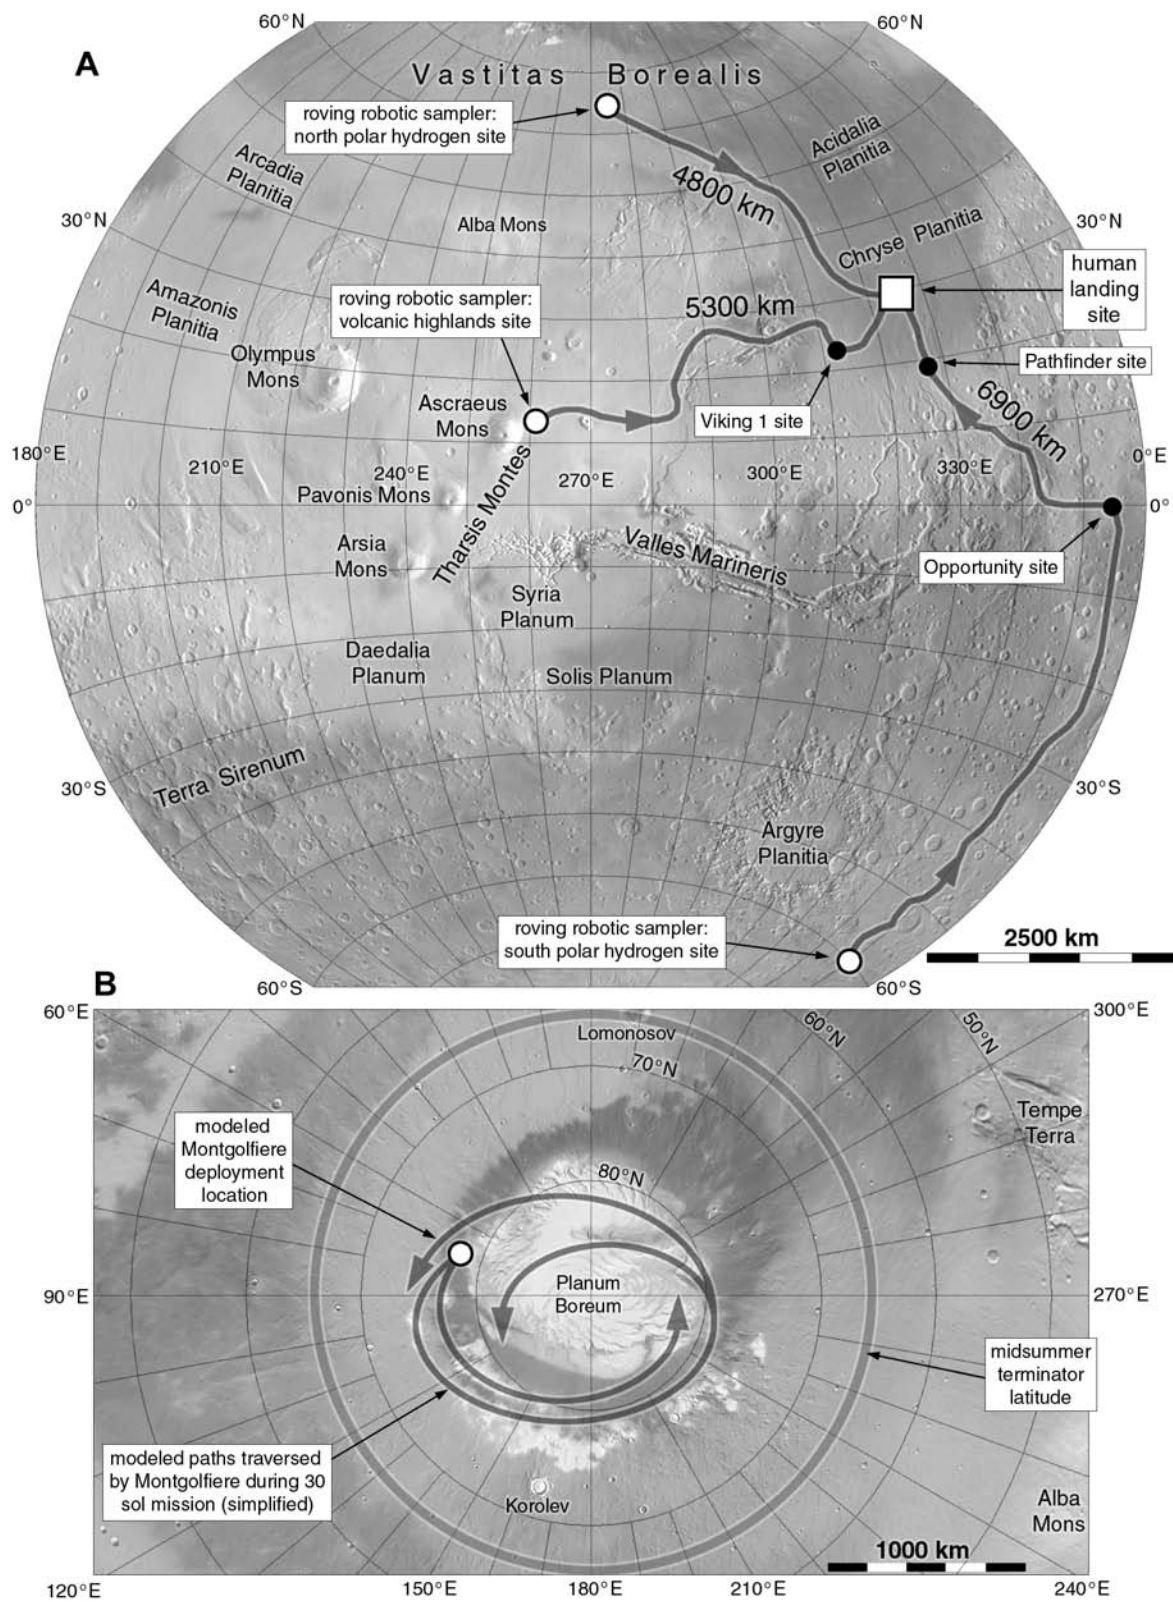 60°N
60°N
A
Vastitas Borealis
roving robotic sampler:
north polar hydrogen site
Acidalia
Planitia
Arcadia
Planitia
4800 km
30°N
30°N
Alba Mons
Chryse Planitia
human
landing
site
Amazonis
Planitia
roving robotic sampler:
volcanic highlands site
5300 km
Olympus
Mons
Pathfinder site
Ascraeus
Mons
Viking 1 site
6900 km
180°E
210°E
240°E
270°E
300°E
330°E
0°E
Pavonis Mons
Tharsis Montes
0°
0°
Arsia
Mons
Valles Marineris
Opportunity site
Syria
Planum
Daedalia
Planum
Solis Planum
Terra Sirenum
30°S
30°S
Argyre
Planitia
roving robotic sampler:
south polar hydrogen site
2500 km
60°S
60°S
B
60°E
300°E
Lomonosov
60°N
50°N
70°N
modeled
Montgolfiere
deployment
location
Tempe
Terra
80°N
90°E
Planum
Boreum
270°E
midsummer
terminator
latitude
modeled paths traversed
by Montgolfiere during 30
sol mission (simplified)
Korolev
Alba
Mons
1000 km
120°E
150°E
180°E
210°E
240°E